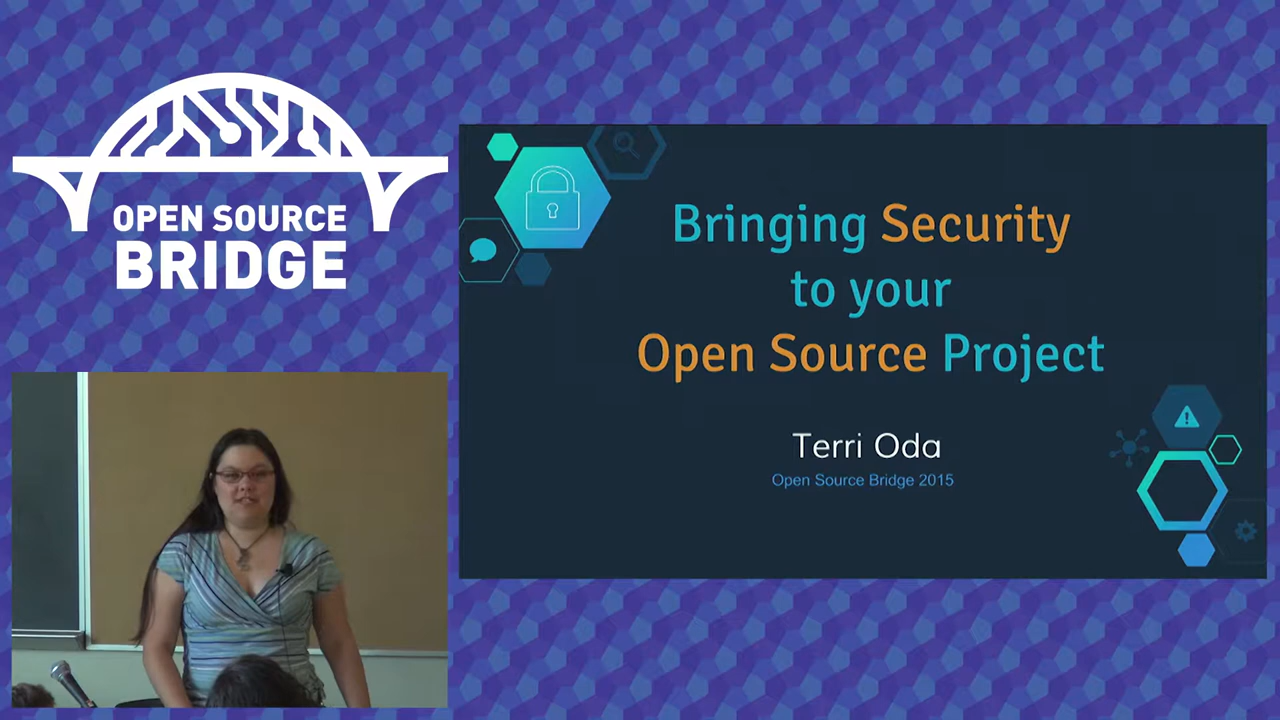 OPEN SOURCE
BRIDGE
Bringing Security
to your
Open Source Project
Terri Oda
Open Source Bridge 2015